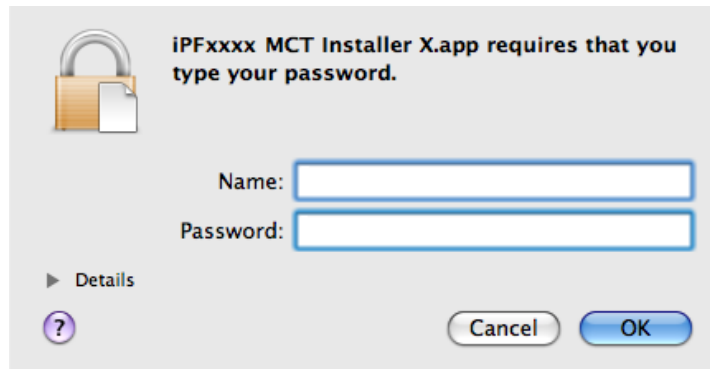 iPFxxxx MCT Installer X.app requires that you
type your password.
Name:
Password:
Details
?
Cancel
OK